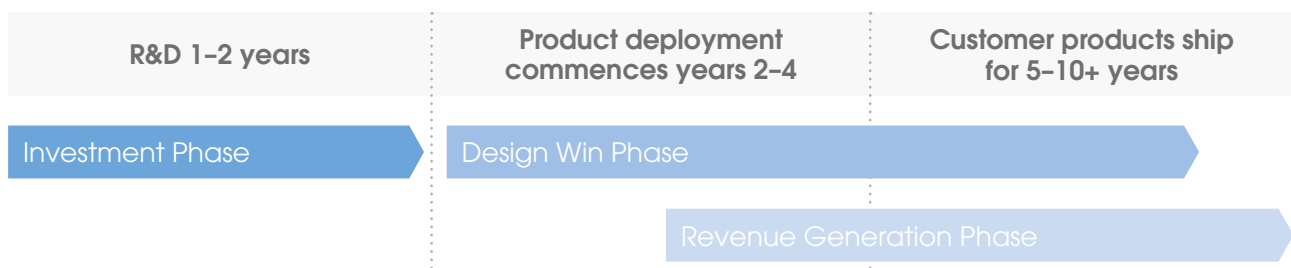 R&D 1–2 years
Product deployment
commences years 2–4
Customer products ship
for 5–10+ years
Investment Phase
Design Win Phase
Revenue Generation Phase